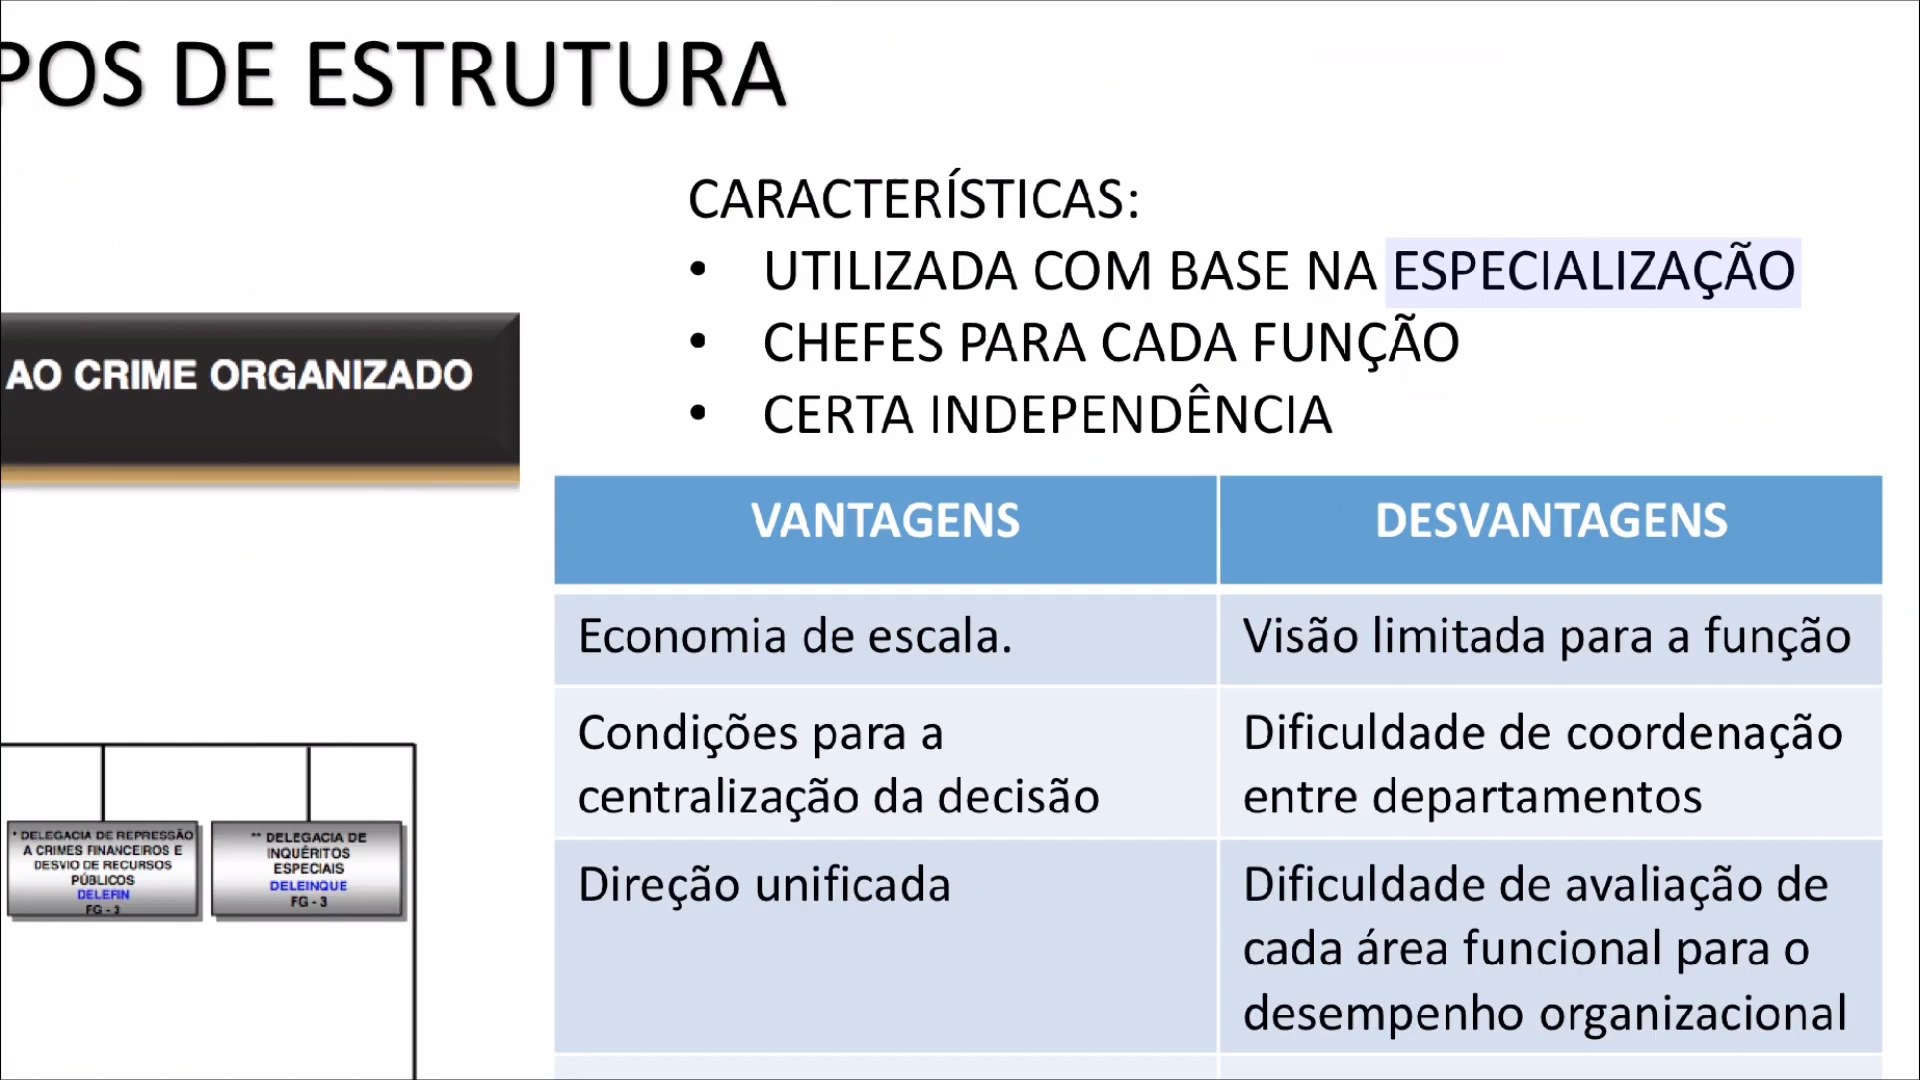 POS DE ESTRUTURA
CARACTERÍSTICAS:
• UTILIZADA COM BASE NA ESPECIALIZAÇÃO
• CHEFES PARA CADA FUNÇÃO
• CERTA INDEPENDÊNCIA
AO CRIME ORGANIZADO
* DELEGACIA DE REPRESSÃO
A CRIMES FINANCEIROS E
DESVIO DE RECURSOS
PÚBLICOS
DELEFIN
FG - 3
** DELEGACIA DE
INQUÉRITOS
ESPECIAIS
DELEINQUE
FG - 3
VANTAGENS
DESVANTAGENS
Economia de escala.
Visão limitada para a função
Condições para a
centralização da decisão
Dificuldade de coordenação
entre departamentos
Direção unificada
Dificuldade de avaliação de
cada área funcional para o
desempenho organizacional